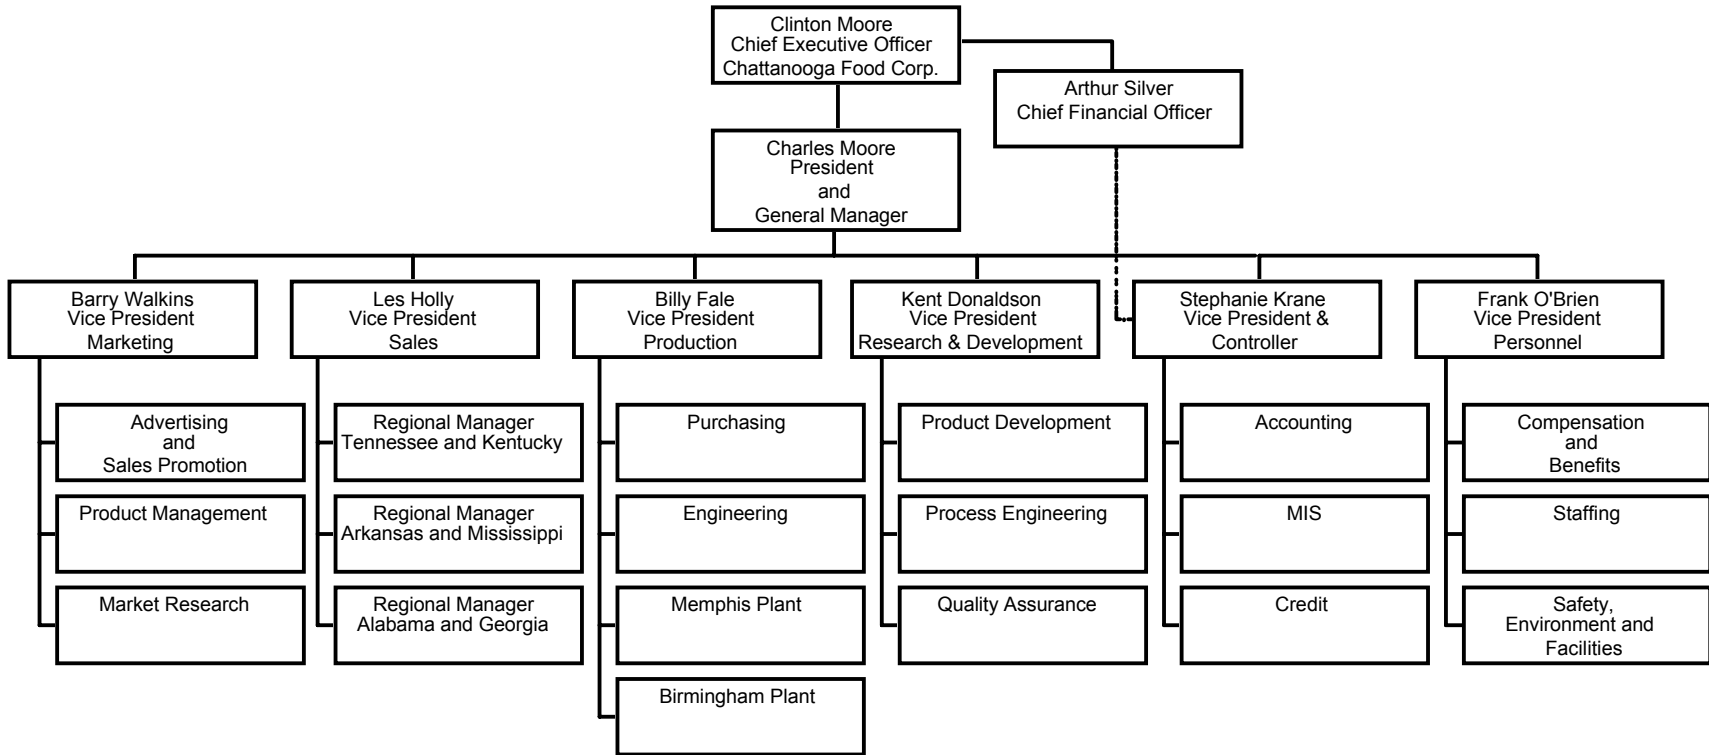 Clinton Moore
Chief Executive Officer
Chattanooga Food Corp.
Arthur Silver
Chief Financial Officer
Charles Moore
President
and
General Manager
Barry Walkins
Vice President
Marketing
Les Holly
Vice President
Sales
Billy Fale
Vice President
Production
Kent Donaldson
Vice President
Research & Development
Stephanie Krane
Vice President &
Controller
Frank O'Brien
Vice President
Personnel
Advertising
and
Sales Promotion
Product Management
Market Research
Regional Manager
Tennessee and Kentucky
Regional Manager
Arkansas and Mississippi
Regional Manager
Alabama and Georgia
Purchasing
Engineering
Memphis Plant
Birmingham Plant
Product Development
Process Engineering
Quality Assurance
Accounting
MIS
Credit
Compensation
and
Benefits
Staffing
Safety,
Environment and
Facilities